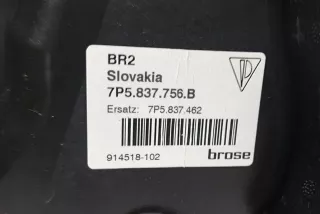 BR2
Slovakia
7P5.837.756.B
Ersatz: 7P5.837.462
914518-102
brose